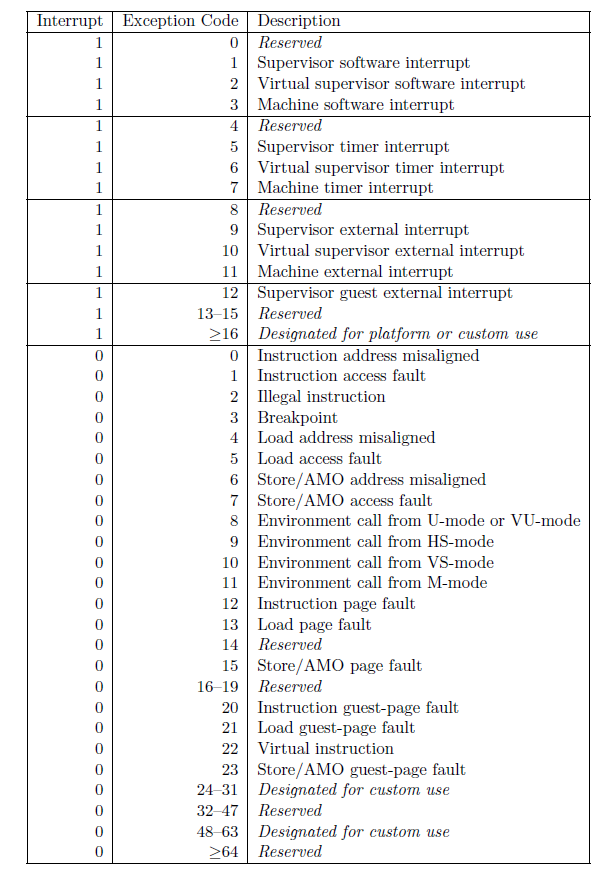 Interrupt Exception Code Description
1 0 Reserved
1 1 Supervisor software interrupt
1 2 Virtual supervisor software interrupt
1 3 Machine software interrupt
1 4 Reserved
1 5 Supervisor timer interrupt
1 6 Virtual supervisor timer interrupt
1 7 Machine timer interrupt
1 8 Reserved
1 9 Supervisor external interrupt
1 10 Virtual supervisor external interrupt
1 11 Machine external interrupt
1 12 Supervisor guest external interrupt
1 13–15 Reserved
1 ≥16 Designated for platform or custom use
0 0 Instruction address misaligned
0 1 Instruction access fault
0 2 Illegal instruction
0 3 Breakpoint
0 4 Load address misaligned
0 5 Load access fault
0 6 Store/AMO address misaligned
0 7 Store/AMO access fault
0 8 Environment call from U-mode or VU-mode
0 9 Environment call from HS-mode
0 10 Environment call from VS-mode
0 11 Environment call from M-mode
0 12 Instruction page fault
0 13 Load page fault
0 14 Reserved
0 15 Store/AMO page fault
0 16–19 Reserved
0 20 Instruction guest-page fault
0 21 Load guest-page fault
0 22 Virtual instruction
0 23 Store/AMO guest-page fault
0 24–31 Designated for custom use
0 32–47 Reserved
0 48–63 Designated for custom use
0 ≥64 Reserved